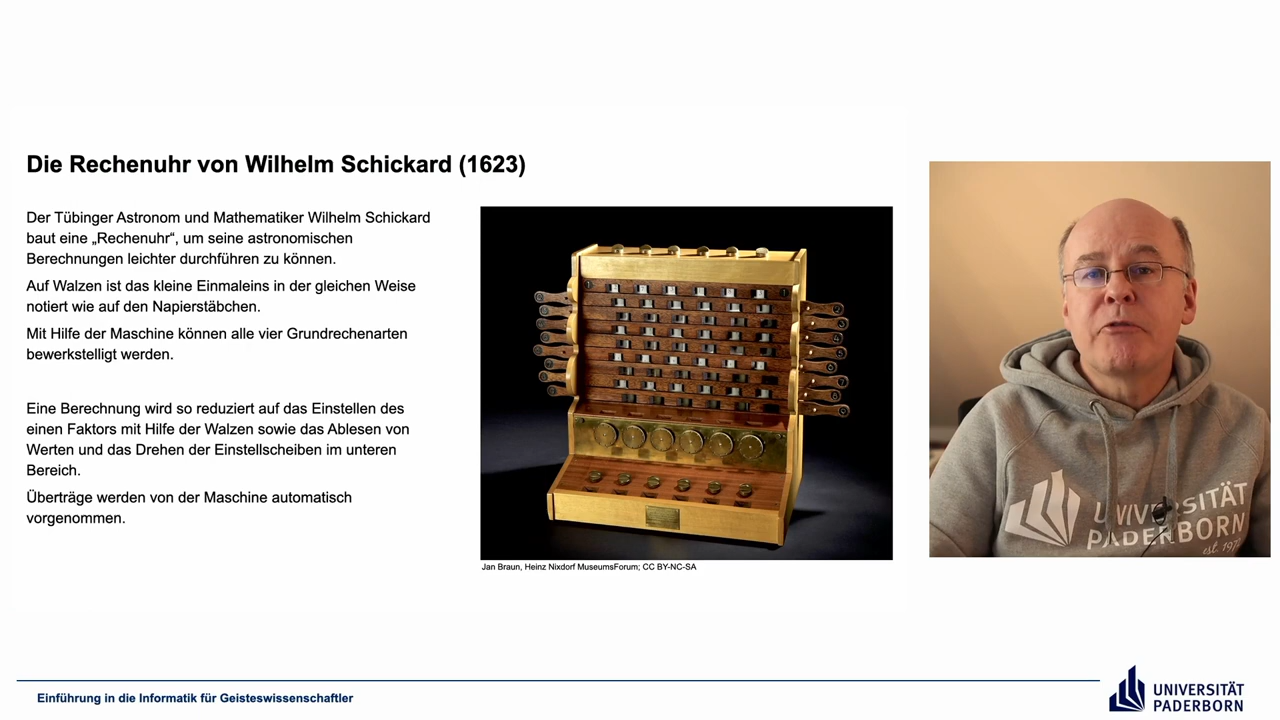 Die Rechenuhr von Wilhelm Schickard (1623)
Der Tübinger Astronom und Mathematiker Wilhelm Schickard
baut eine „Rechenuhr“, um seine astronomischen
Berechnungen leichter durchführen zu können.
Auf Walzen ist das kleine Einmaleins in der gleichen Weise
notiert wie auf den Napierstäbchen.
Mit Hilfe der Maschine können alle vier Grundrechenarten
bewerkstelligt werden.
Eine Berechnung wird so reduziert auf das Einstellen des
einen Faktors mit Hilfe der Walzen sowie das Ablesen von
Werten und das Drehen der Einstellscheiben im unteren
Bereich.
Überträge werden von der Maschine automatisch
vorgenommen.
Jan Braun, Heinz Nixdorf MuseumsForum; CC BY-NC-SA
UNIVERSITÄT
PADERBORN
est.
Einführung in die Informatik für Geisteswissenschaftler
UNIVERSITÄT
PADERBORN